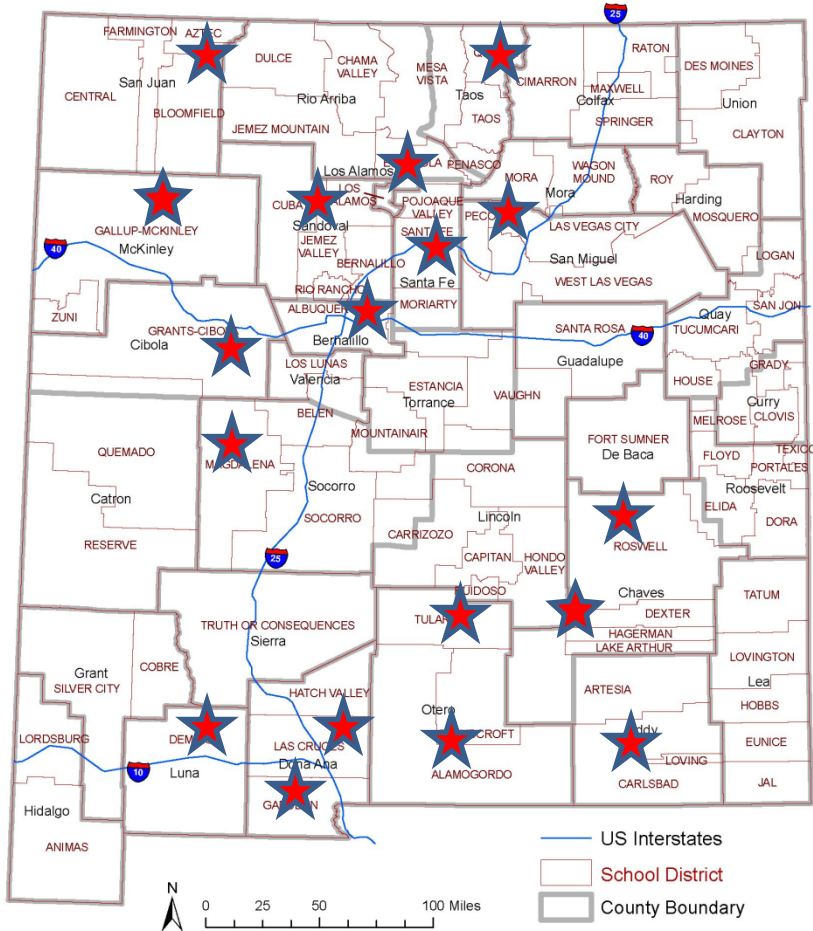 25
FARMINGTON
AZTEC
DULCE
CHAMA
VALLEY
MESA
VISTA
RATON
DES MOINES
San Juan
CIMARRON
CENTRAL
Rio Arriba
Taos
MAXWELL
Colfax
Union
BLOOMFIELD
TAOS
SPRINGER
JEMEZ MOUNTAIN
CLAYTON
Los Alamos
PENASCO
MORA
WAGON
MOUND
ROY
Mora
Harding
CUBA
LOS
ALAMOS
POJOAQUE
VALLEY
MOSQUERO
GALLUP-MCKINLEY
Sandoval
SANTA FE
LAS VEGAS CITY
McKinley
40
JEMEZ
VALLEY
BERNALILLO
San Miguel
LOGAN
Santa Fe
WEST LAS VEGAS
RIO RANCHO
MORIARTY
SAN JON
ZUNI
Quay
GRANTS-CIBO
Cibola
Bernalillo
SANTA ROSA
TUCUMCARI
40
Guadalupe
LOS LUNAS
Valencia
GRADY
ESTANCIA
Torrance
VAUGHN
HOUSE
Curry
BELEN
MELROSE
CLOVIS
MOUNTAINAIR
QUEMADO
FORT SUMNER
De Baca
FLOYD
TEXICO
MAGDALENA
CORONA
PORTALES
Catron
Socorro
Roosevelt
SOCORRO
Lincoln
ELIDA
DORA
RESERVE
CARRIZOZO
ROSWELL
25
CAPITAN
HONDO
VALLEY
Chaves
TATUM
TRUTH OR CONSEQUENCES
Sierra
DEXTER
HAGERMAN
LAKE ARTHUR
LOVINGTON
Grant
SILVER CITY
COBRE
HATCH VALLEY
ARTESIA
Lea
Otero
HOBBS
LORDSBURG
LAS CRUCES
EUNICE
Dona Ana
LOVING
10
Luna
ALAMOGORDO
CARLSBAD
JAL
Hidalgo
ANIMAS
US Interstates
School District
County Boundary
N
0 25 50 100 Miles